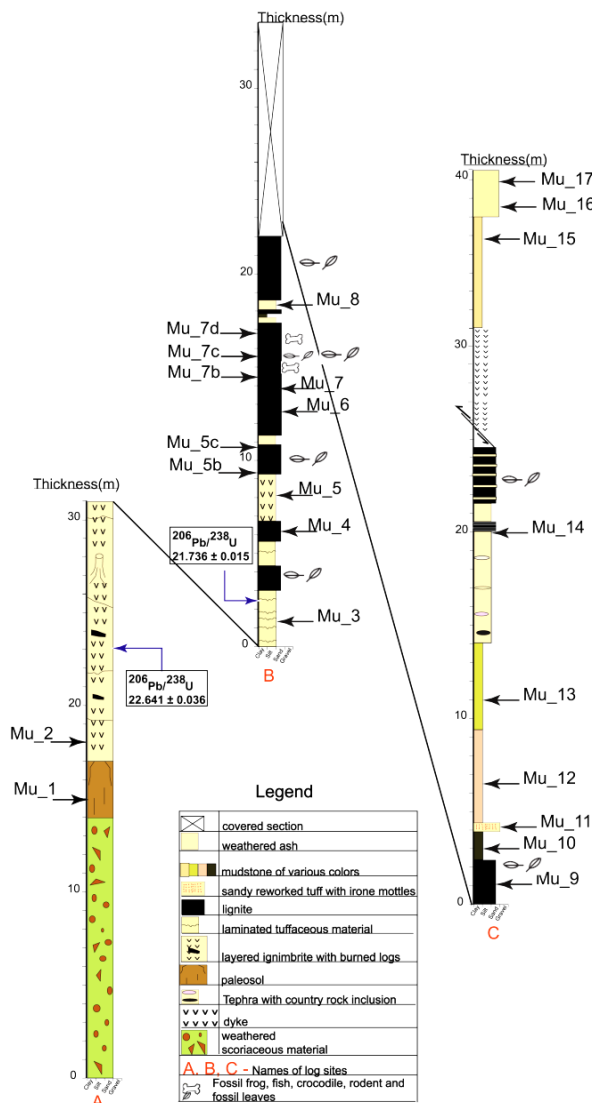 Thickness(m)
30
20
10
0
Clay
Silt
Sand
Gravel
B
Mu_8
Mu_7d
Mu_7c
Mu_7b
Mu_7
Mu_6
Mu_5c
Mu_5b
Mu_5
Mu_4
Mu_3
206Pb/238U
21.736 ± 0.015
Thickness(m)
40
30
20
10
0
Clay
Silt
Sand
Gravel
C
Mu_17
Mu_16
Mu_15
Mu_14
Mu_13
Mu_12
Mu_11
Mu_10
Mu_9
Thickness(m)
30
20
10
0
Clay
Silt
Sand
Gravel
A
206Pb/238U
22.641 ± 0.036
Mu_2
Mu_1
Legend
covered section
weathered ash
mudstone of various colors
sandy reworked tuff with irone mottles
lignite
laminated tuffaceous material
layered ignimbrite with burned logs
paleosol
Tephra with country rock inclusion
dyke
weathered
scoriaceous material
A, B, C - Names of log sites
Fossil frog, fish, crocodile, rodent and
fossil leaves